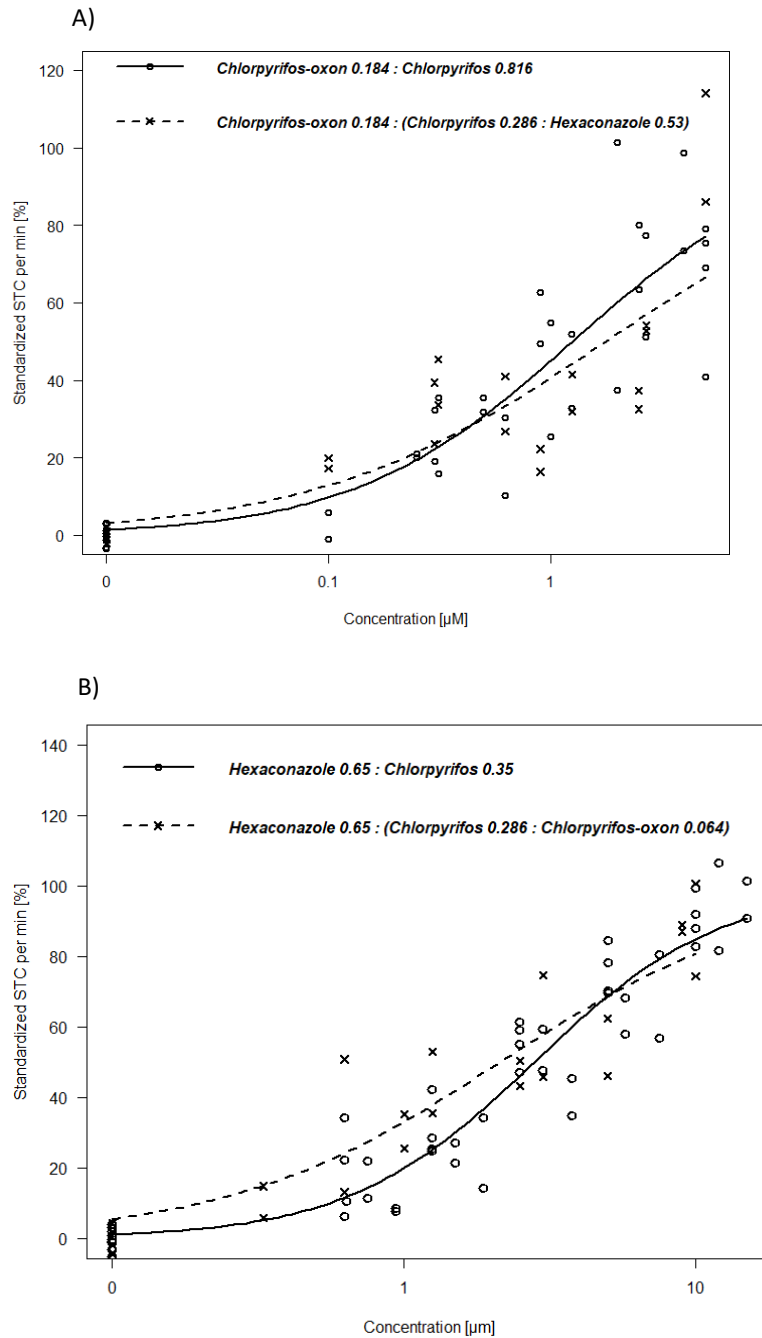 A)
Chlorpyrifos-oxon 0.184 : Chlorpyrifos 0.816
Chlorpyrifos-oxon 0.184 : (Chlorpyrifos 0.286 : Hexaconazole 0.53)
120
100
80
60
40
20
0
Standardized STC per min [%]
0 0.1 1
Concentration [µM]
B)
Hexaconazole 0.65 : Chlorpyrifos 0.35
Hexaconazole 0.65 : (Chlorpyrifos 0.286 : Chlorpyrifos-oxon 0.064)
140
120
100
80
60
40
20
0
Standardized STC per min [%]
0 1 10
Concentration [µm]